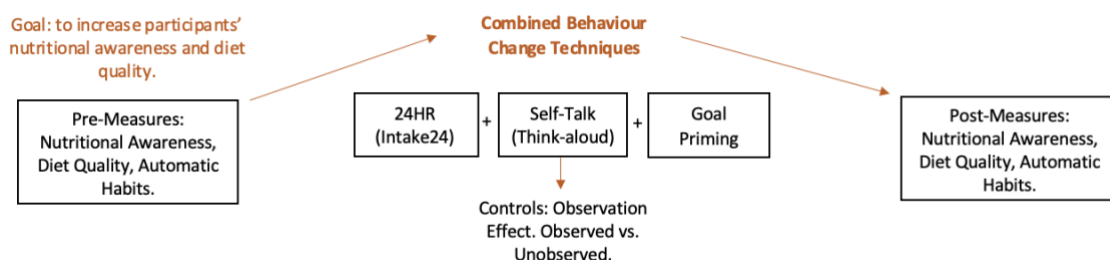 Goal: to increase participants’
nutritional awareness and diet
quality.
Combined Behaviour
Change Techniques
Pre-Measures:
Nutritional Awareness,
Diet Quality, Automatic
Habits.
24HR
(Intake24)
+
Self-Talk
(Think-aloud)
+
Goal
Priming
Controls: Observation
Effect. Observed vs.
Unobserved.
Post-Measures:
Nutritional Awareness,
Diet Quality, Automatic
Habits.